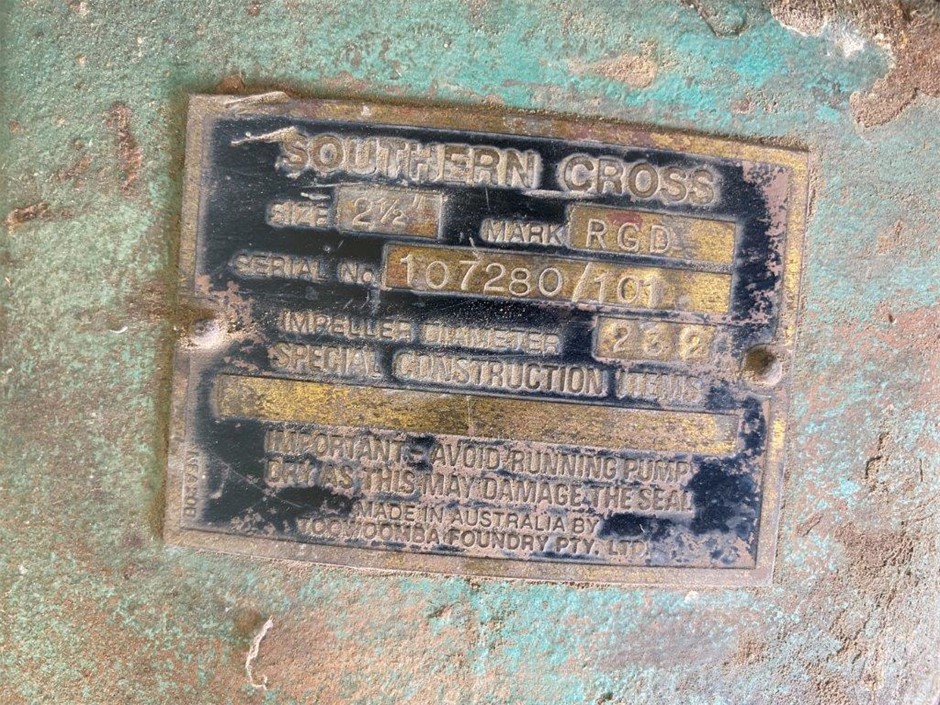 SOUTHERN CROSS
SIZE 2½" MARK RGD
SERIAL No. 107280/101
IMPELLER DIAMETER 232
SPECIAL CONSTRUCTION ITEMS
IMPORTANT: AVOID RUNNING PUMP
DRY AS THIS MAY DAMAGE THE SEAL
MADE IN AUSTRALIA BY
TOOWOOMBA FOUNDRY PTY. LTD.